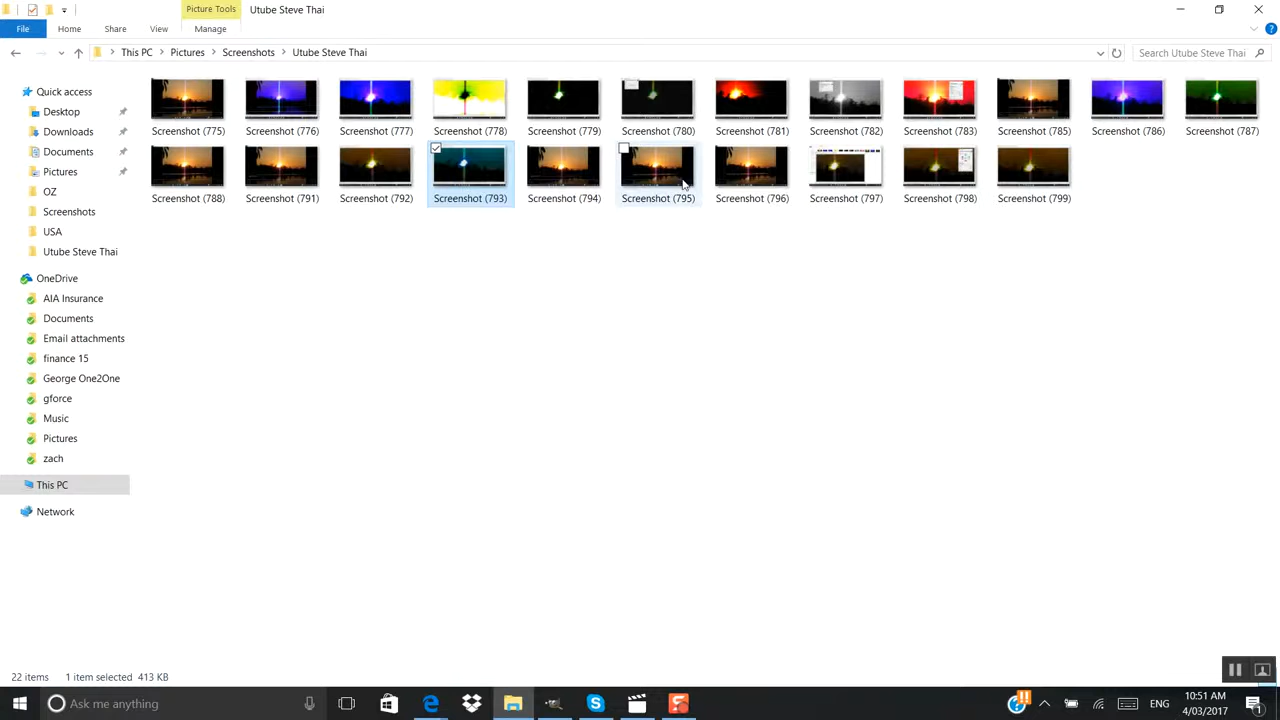 Picture Tools
Utube Steve Thai
File
Home
Share
View
Manage
This PC
Pictures
Screenshots
Utube Steve Thai
Search Utube Steve Thai
Quick access
Desktop
Downloads
Documents
Pictures
OZ
Screenshots
USA
Utube Steve Thai
OneDrive
AIA Insurance
Documents
Email attachments
finance 15
George One2One
gforce
Music
Pictures
zach
This PC
Network
Screenshot (775)
Screenshot (776)
Screenshot (777)
Screenshot (778)
Screenshot (779)
Screenshot (780)
Screenshot (781)
Screenshot (782)
Screenshot (783)
Screenshot (785)
Screenshot (786)
Screenshot (787)
Screenshot (788)
Screenshot (791)
Screenshot (792)
Screenshot (793)
Screenshot (794)
Screenshot (795)
Screenshot (796)
Screenshot (797)
Screenshot (798)
Screenshot (799)
22 items
1 item selected 413 KB
Ask me anything
ENG
10:51 AM
4/03/2017
1